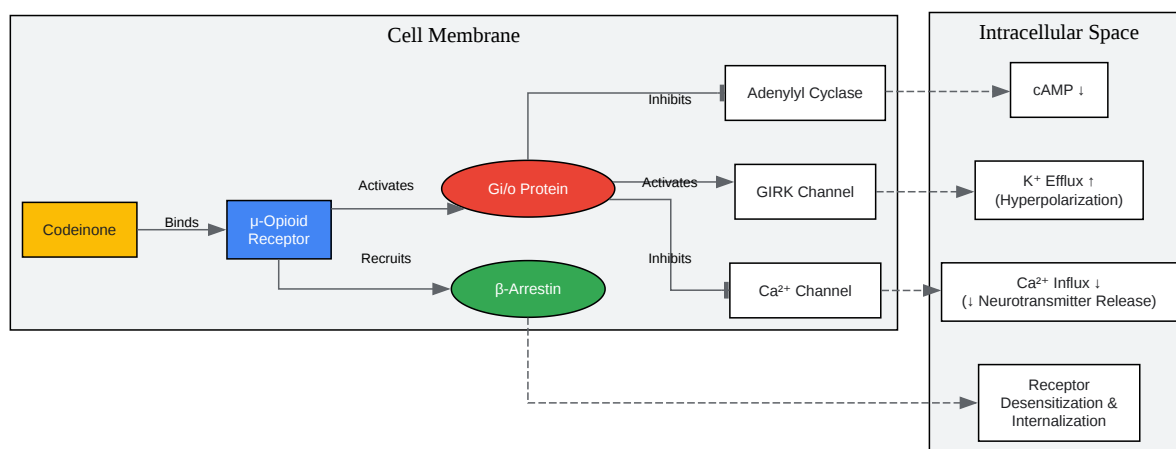 Cell Membrane
Intracellular Space
Inhibits
Adenylyl Cyclase
cAMP ↓
Activates
Gi/o Protein
Activates
GIRK Channel
K⁺ Efflux ↑
(Hyperpolarization)
Codeinone
Binds
μ-Opioid
Receptor
Recruits
β-Arrestin
Inhibits
Ca²⁺ Channel
Ca²⁺ Influx ↓
(↓ Neurotransmitter Release)
Receptor
Desensitization &
Internalization